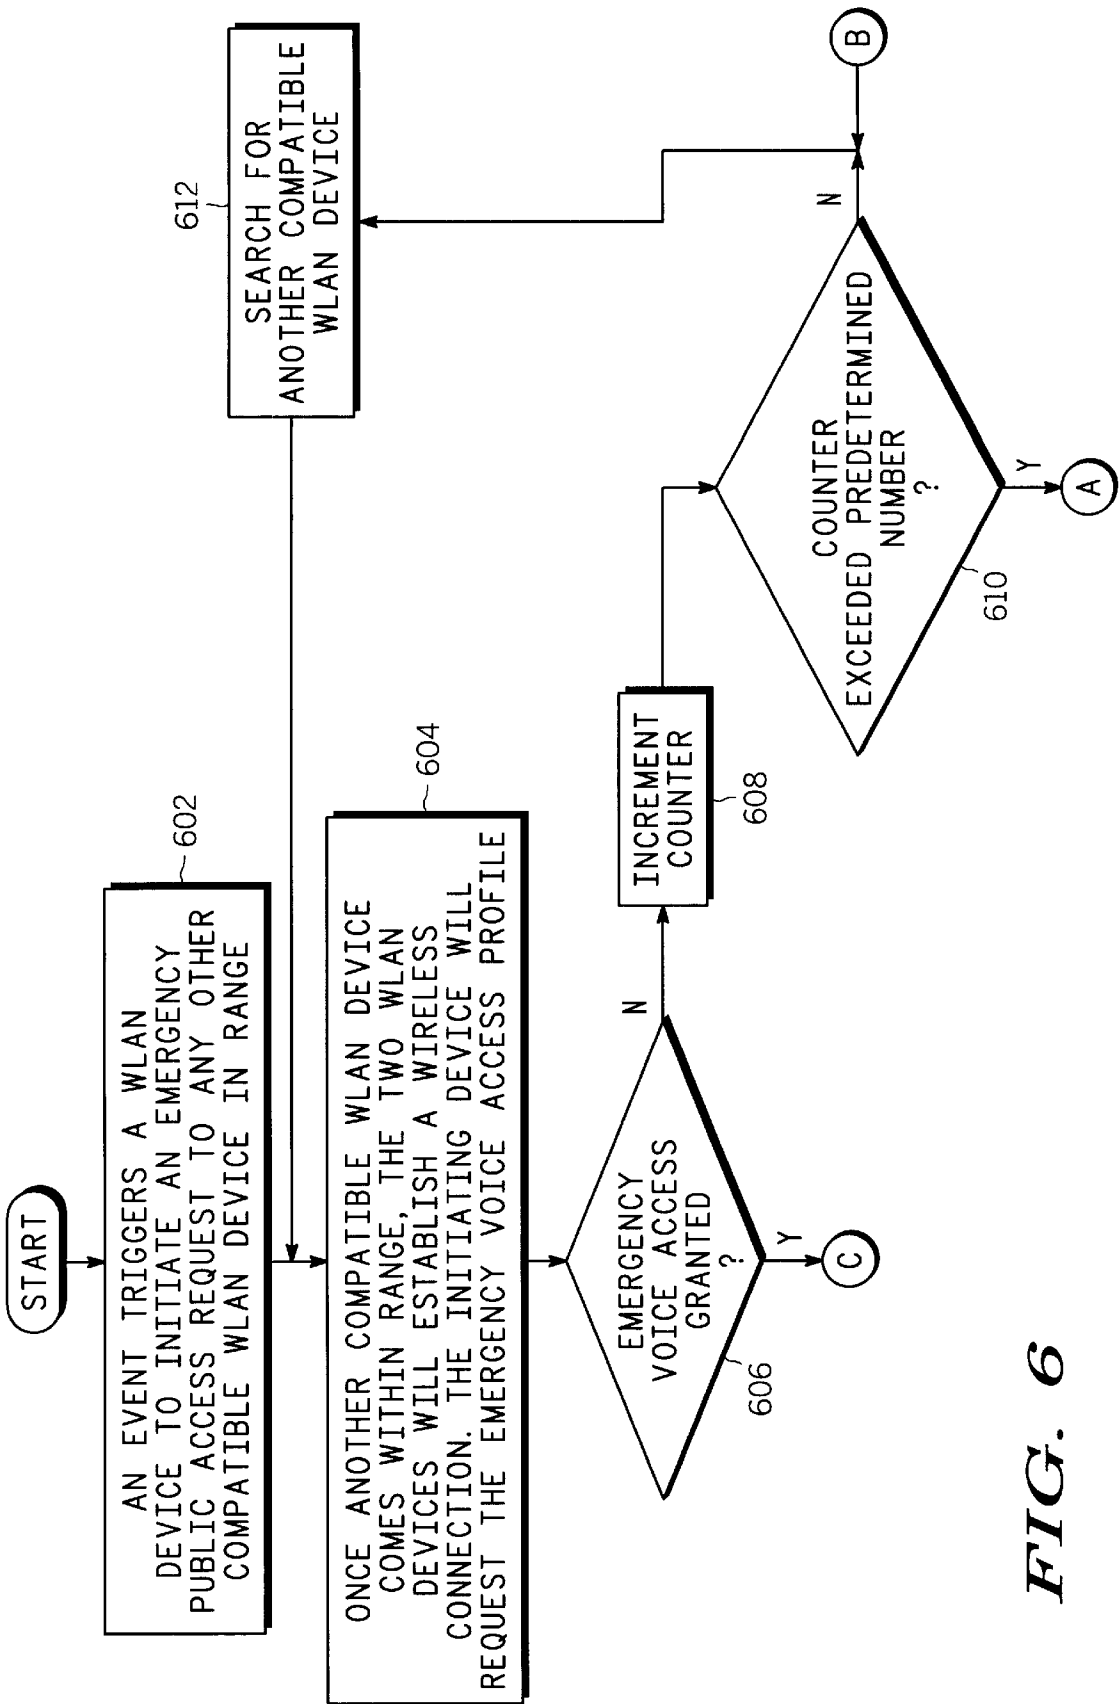 START
AN EVENT TRIGGERS A WLAN
DEVICE TO INITIATE AN EMERGENCY
PUBLIC ACCESS REQUEST TO ANY OTHER
COMPATIBLE WLAN DEVICE IN RANGE
602
SEARCH FOR
ANOTHER COMPATIBLE
WLAN DEVICE
612
ONCE ANOTHER COMPATIBLE WLAN DEVICE
COMES WITHIN RANGE, THE TWO WLAN
DEVICES WILL ESTABLISH A WIRELESS
CONNECTION. THE INITIATING DEVICE WILL
REQUEST THE EMERGENCY VOICE ACCESS PROFILE
604
EMERGENCY
VOICE ACCESS
GRANTED
?
606
N
Y
C
INCREMENT
COUNTER
608
COUNTER
EXCEEDED PREDETERMINED
NUMBER
?
610
N
B
Y
A
FIG. 6